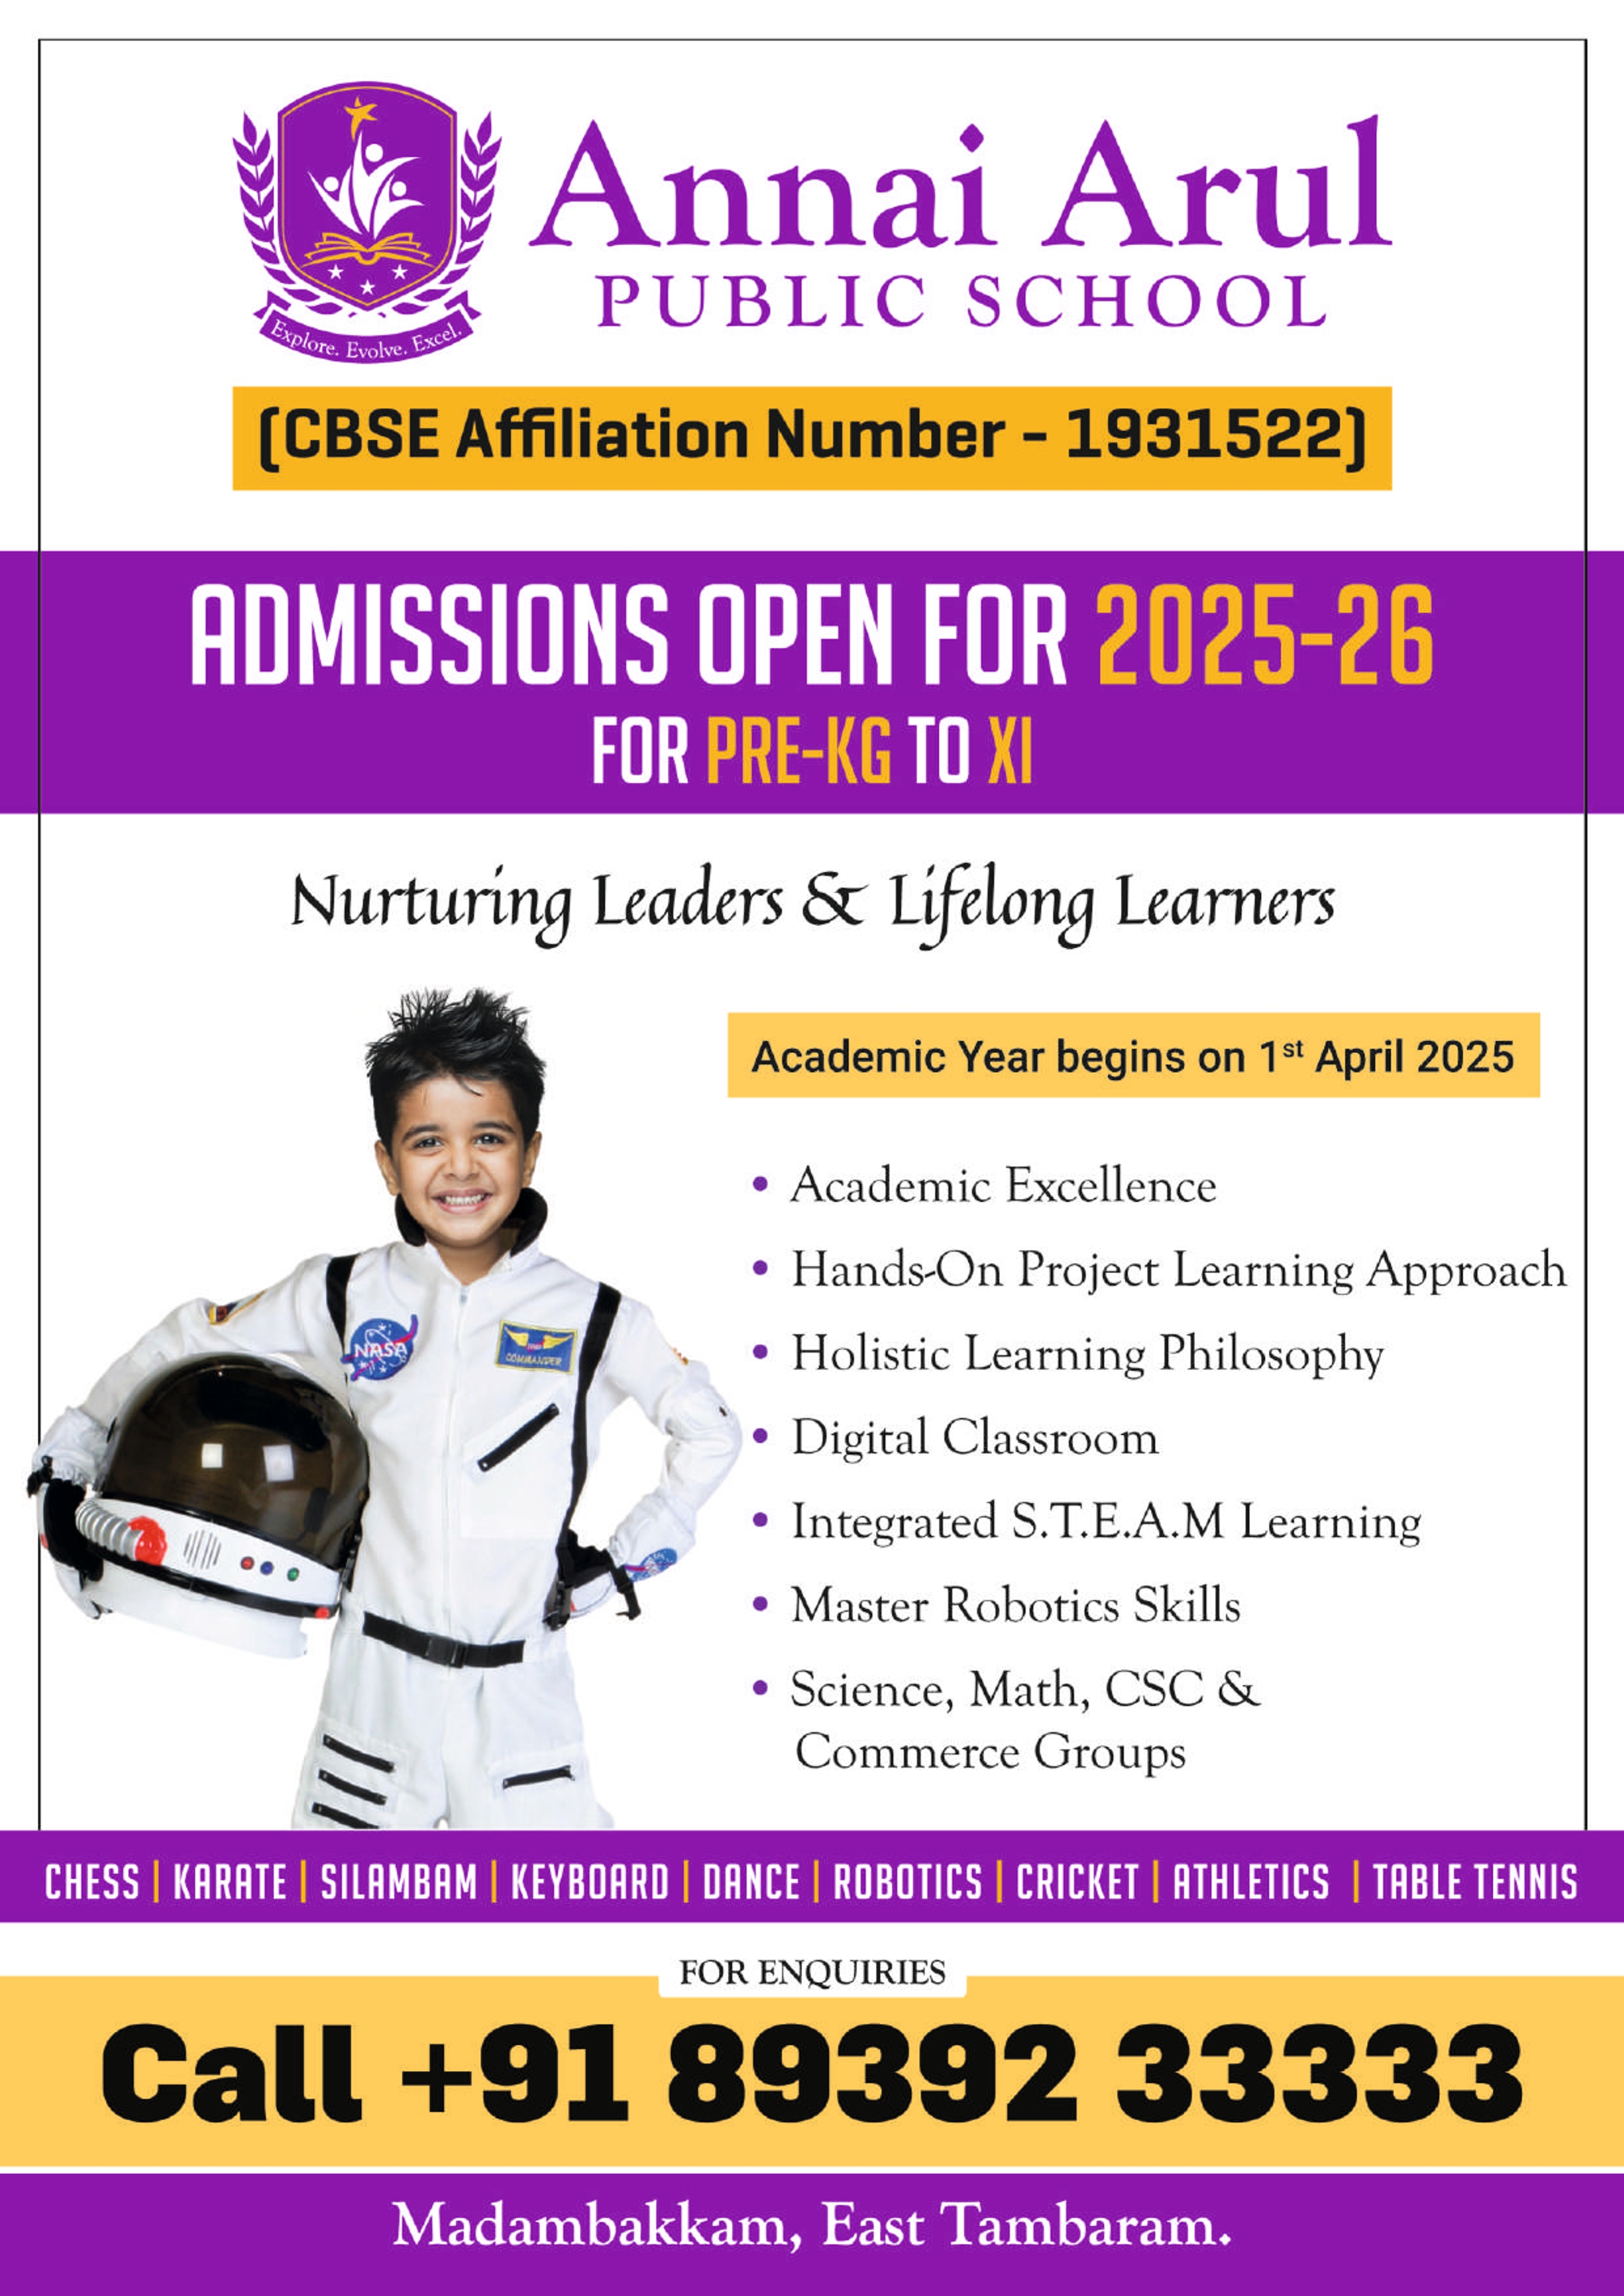 Annai Arul
PUBLIC SCHOOL
Explore. Evolve. Excel.
(CBSE Affiliation Number - 1931522)
ADMISSIONS OPEN FOR 2025-26
FOR PRE-KG TO XI
Nurturing Leaders & Lifelong Learners
Academic Year begins on 1st April 2025
• Academic Excellence
• Hands-On Project Learning Approach
• Holistic Learning Philosophy
• Digital Classroom
• Integrated S.T.E.A.M Learning
• Master Robotics Skills
• Science, Math, CSC &
Commerce Groups
NASA
COMMANDER
CHESS | KARATE | SILAMBAM | KEYBOARD | DANCE | ROBOTICS | CRICKET | ATHLETICS | TABLE TENNIS
FOR ENQUIRIES
Call +91 89392 33333
Madambakkam, East Tambaram.